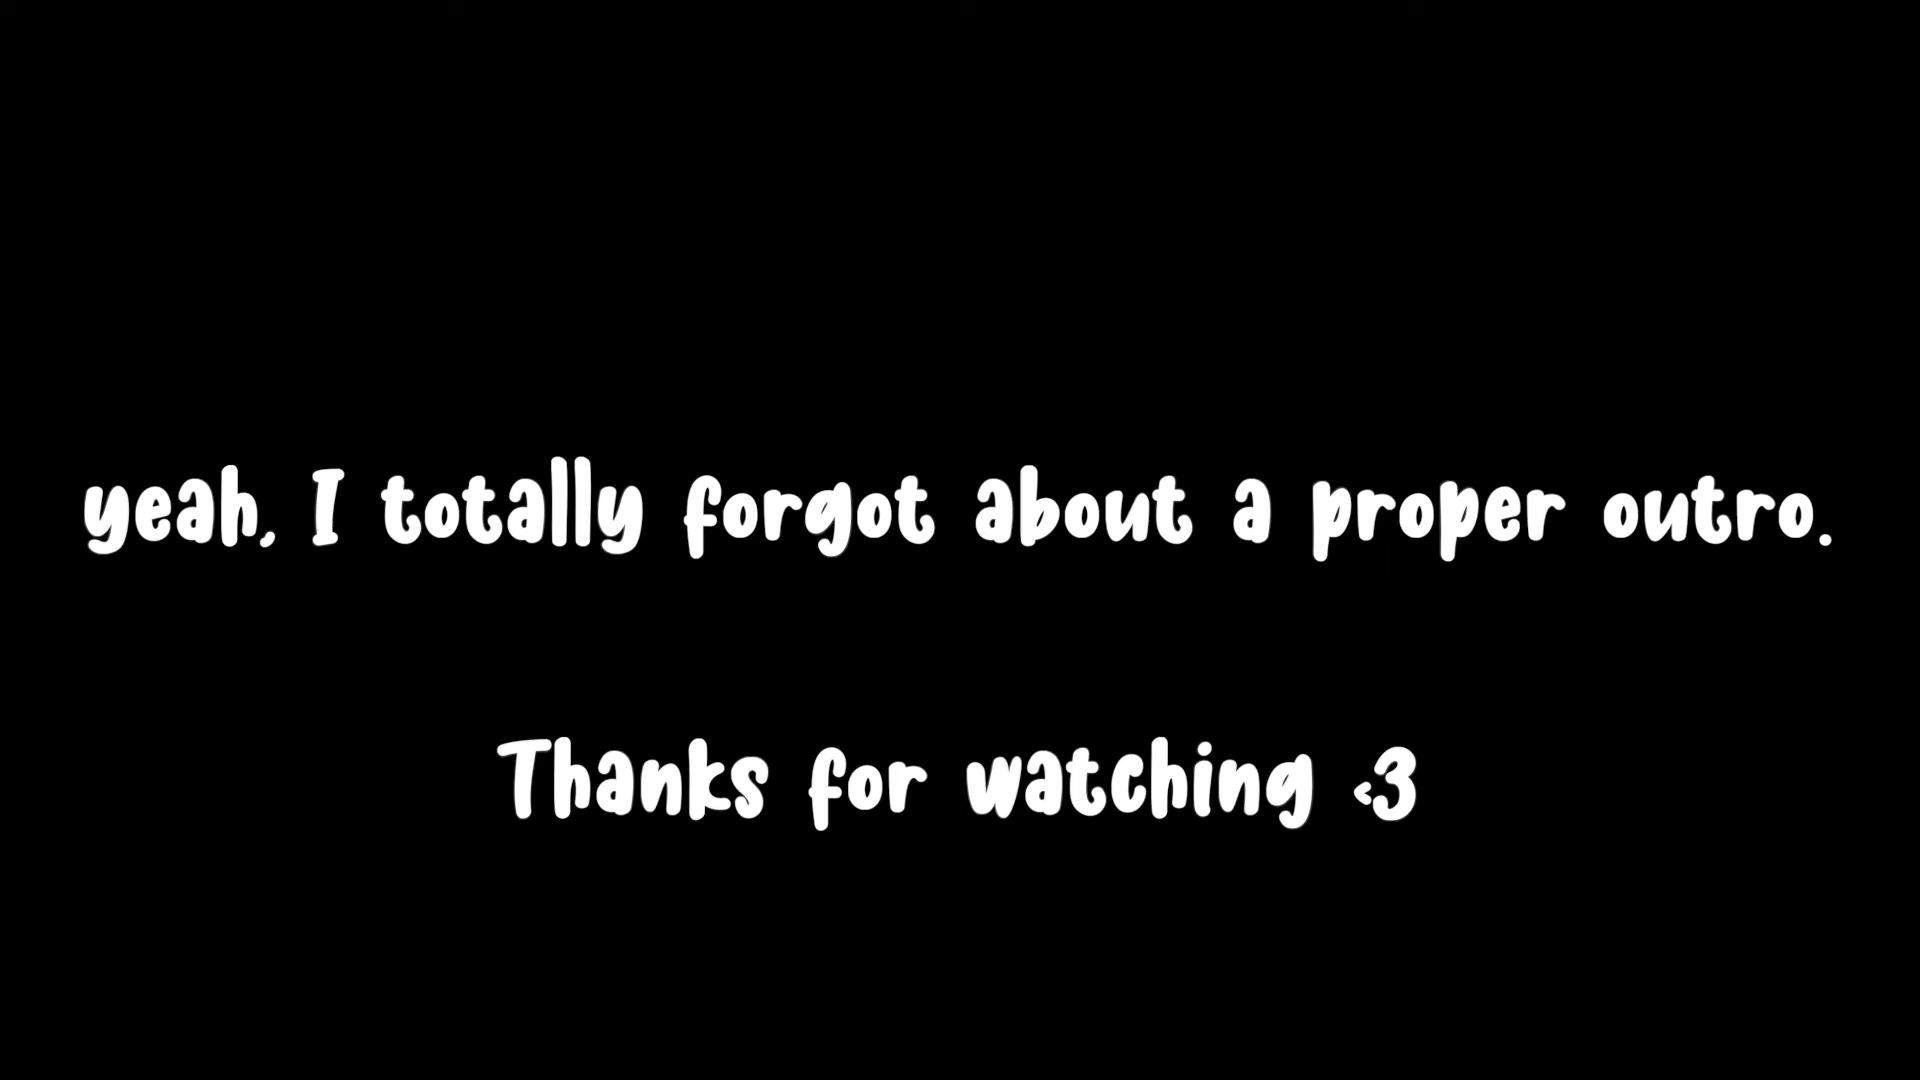 yeah, I totally forgot about a proper outro.
Thanks for watching <3